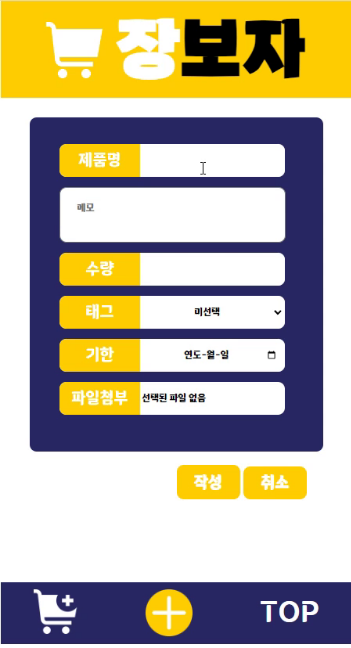 장보자
제품명
메모
수량
태그 미선택
기한 연도-월-일
파일첨부 선택된 파일 없음
작성 취소
TOP